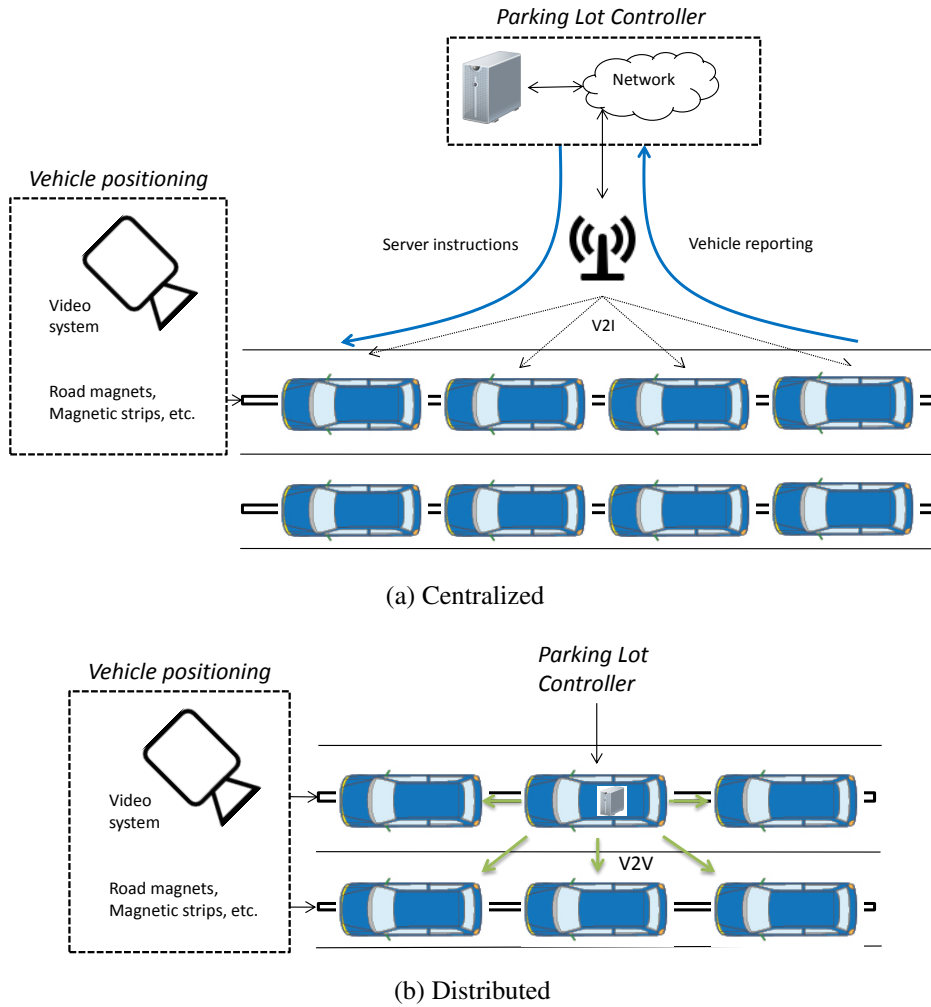 Parking Lot Controller
Network
Vehicle positioning
Server instructions
Vehicle reporting
Video
system
V2I
Road magnets,
Magnetic strips, etc.
(a) Centralized
Parking Lot
Controller
Vehicle positioning
Video
system
V2V
Road magnets,
Magnetic strips, etc.
(b) Distributed